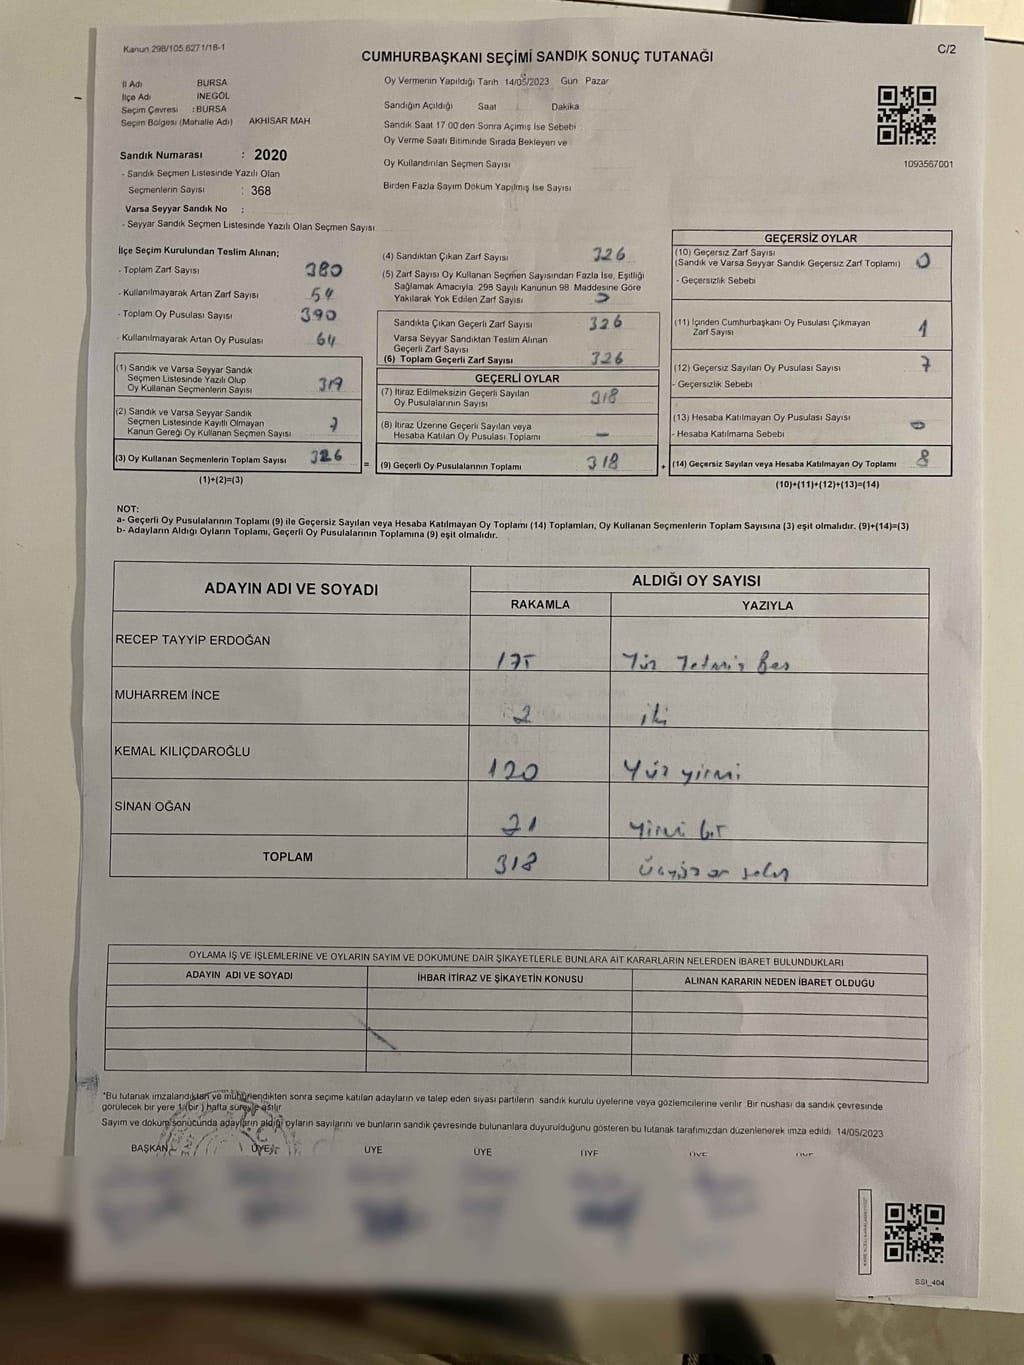 Kanun 298/105,6271/18-1
C/2
CUMHURBAŞKANI SEÇİMİ SANDIK SONUÇ TUTANAĞI
İl Adı BURSA
İlçe Adı İNEGÖL
Seçim Çevresi : BURSA
Seçim Bölgesi (Mahalle Adı) AKHİSAR MAH
Sandık Numarası : 2020
- Sandık Seçmen Listesinde Yazılı Olan
Seçmenlerin Sayısı : 368
Varsa Seyyar Sandık No :
- Seyyar Sandık Seçmen Listesinde Yazılı Olan Seçmen Sayısı
Oy Vermenin Yapıldığı Tarih 14/05/2023 Gün Pazar
Sandığın Açıldığı Saat Dakika
Sandık Saat 17 00'den Sonra Açımış İse Sebebi
Oy Verme Saati Bitiminde Sırada Bekleyen ve
Oy Kullandırılan Seçmen Sayısı
Birden Fazla Sayım Döküm Yapılmış İse Sayısı
1093567001
İlçe Seçim Kurulundan Teslim Alınan;
- Toplam Zarf Sayısı 380
- Kullanılmayarak Artan Zarf Sayısı 54
- Toplam Oy Pusulası Sayısı 390
- Kullanılmayarak Artan Oy Pusulası 64
(1) Sandık ve Varsa Seyyar Sandık
Seçmen Listesinde Yazılı Olup
Oy Kullanan Seçmenlerin Sayısı 319
(2) Sandık ve Varsa Seyyar Sandık
Seçmen Listesinde Kayıtlı Olmayan
Kanun Gereği Oy Kullanan Seçmen Sayısı 7
(3) Oy Kullanan Seçmenlerin Toplam Sayısı 326
(1)+(2)=(3)
(4) Sandıktan Çıkan Zarf Sayısı 326
(5) Zarf Sayısı Oy Kullanan Seçmen Sayısından Fazla İse, Eşitliği
Sağlamak Amacıyla 298 Sayılı Kanunun 98. Maddesine Göre
Yakılarak Yok Edilen Zarf Sayısı
Sandıkta Çıkan Geçerli Zarf Sayısı 326
Varsa Seyyar Sandıktan Teslim Alınan
Geçerli Zarf Sayısı
(6) Toplam Geçerli Zarf Sayısı 326
GEÇERLİ OYLAR
(7) İtiraz Edilmeksizin Geçerli Sayılan
Oy Pusulalarının Sayısı 318
(8) İtiraz Üzerine Geçerli Sayılan veya
Hesaba Katılan Oy Pusulası Toplamı —
= (9) Geçerli Oy Pusulalarının Toplamı 318
GEÇERSİZ OYLAR
(10) Geçersiz Zarf Sayısı 0
(Sandık ve Varsa Seyyar Sandık Geçersiz Zarf Toplamı)
- Geçersizlik Sebebi
(11) İçinden Cumhurbaşkanı Oy Pusulası Çıkmayan
Zarf Sayısı 1
(12) Geçersiz Sayılan Oy Pusulası Sayısı 7
- Geçersizlik Sebebi
(13) Hesaba Katılmayan Oy Pusulası Sayısı 0
- Hesaba Katılmama Sebebi
+ (14) Geçersiz Sayılan veya Hesaba Katılmayan Oy Toplamı 8
(10)+(11)+(12)+(13)=(14)
NOT:
a- Geçerli Oy Pusulalarının Toplamı (9) ile Geçersiz Sayılan veya Hesaba Katılmayan Oy Toplamı (14) Toplamları, Oy Kullanan Seçmenlerin Toplam Sayısına (3) eşit olmalıdır. (9)+(14)=(3)
b- Adayların Aldığı Oyların Toplamı, Geçerli Oy Pusulalarının Toplamına (9) eşit olmalıdır.
ADAYIN ADI VE SOYADI ALDIĞI OY SAYISI
RAKAMLA YAZIYLA
RECEP TAYYİP ERDOĞAN 175 Yüz Yetmiş Beş
MUHARREM İNCE 2 iki
KEMAL KILIÇDAROĞLU 120 Yüz yirmi
SİNAN OĞAN 21 yirmi bir
TOPLAM 318 Üçyüz on sekiz
OYLAMA İŞ VE İŞLEMLERİNE VE OYLARIN SAYIM VE DÖKÜMÜNE DAİR ŞİKAYETLERLE BUNLARA AİT KARARLARIN NELERDEN İBARET BULUNDUKLARI
ADAYIN ADI VE SOYADI İHBAR İTİRAZ VE ŞİKAYETİN KONUSU ALINAN KARARIN NEDEN İBARET OLDUĞU
*Bu tutanak imzalandıktan ve mühürlendikten sonra seçime katılan adayların ve talep eden siyasi partilerin sandık kurulu üyelerine veya gözlemcilerine verilir Bir nushası da sandık çevresinde
görülecek bir yere 1 (bir ) hafta süreyle asılır
Sayım ve döküm sonucunda adayların aldığı oyların sayılarını ve bunların sandık çevresinde bulunanlara duyurulduğunu gösteren bu tutanak tarafımızdan düzenlenerek imza edildi 14/05/2023
BAŞKAN ÜYE ÜYE ÜYE ÜYE ÜYE ÜYE
SSI_404